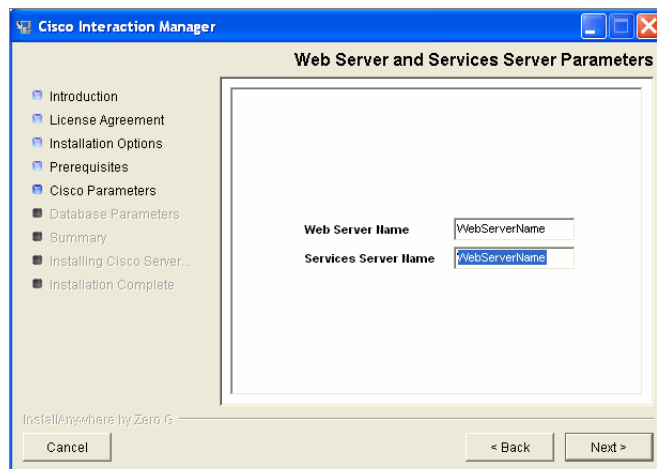 Cisco Interaction Manager
Web Server and Services Server Parameters
Introduction
License Agreement
Installation Options
Prerequisites
Cisco Parameters
Database Parameters
Summary
Installing Cisco Server...
Installation Complete
Web Server Name WebServerName
Services Server Name WebServerName
InstallAnywhere by Zero G
Cancel < Back Next >